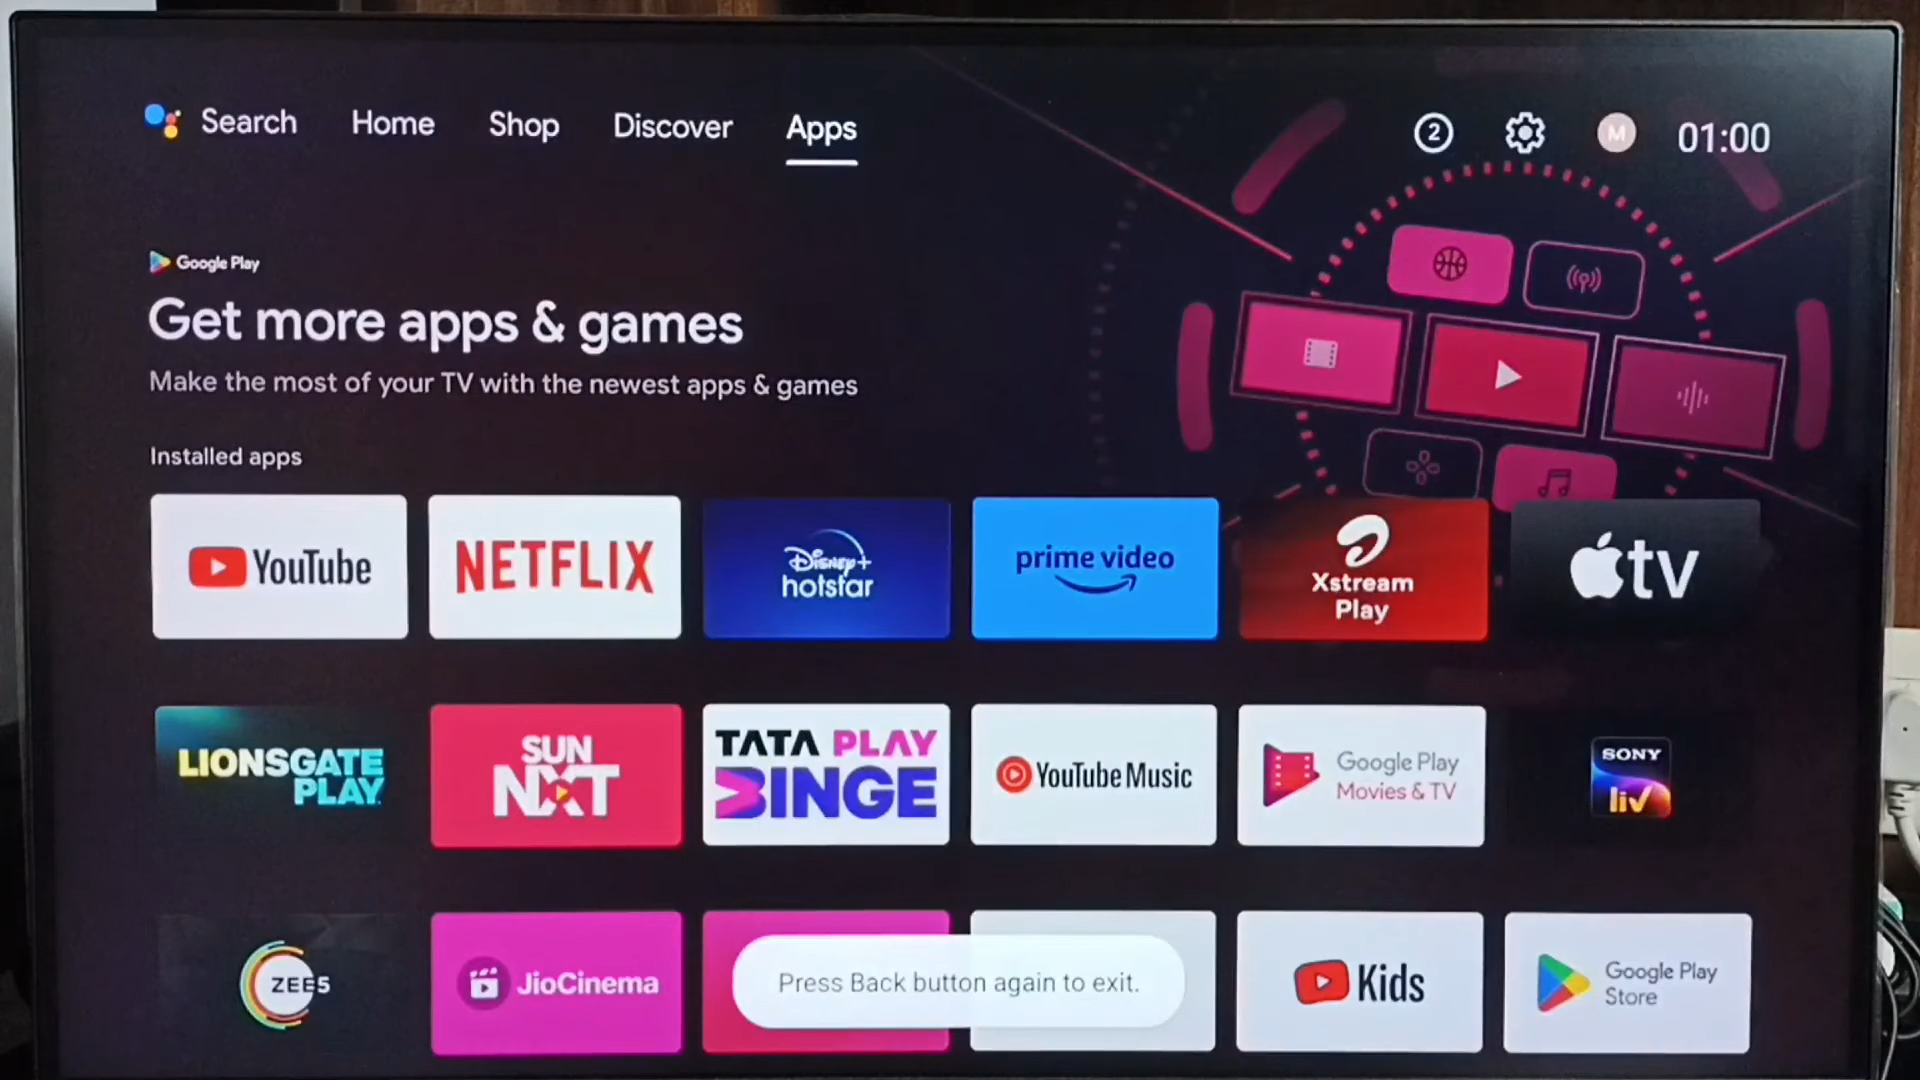 Search Home Shop Discover Apps
2 M 01:00
Google Play
Get more apps & games
Make the most of your TV with the newest apps & games
Installed apps
YouTube
NETFLIX
Disney+
hotstar
prime video
Xstream
Play
tv
LIONSGATE
PLAY
SUN
NXT
TATA PLAY
BINGE
YouTube Music
Google Play
Movies & TV
SONY
liv
ZEE5
JioCinema
Press Back button again to exit.
Kids
Google Play
Store